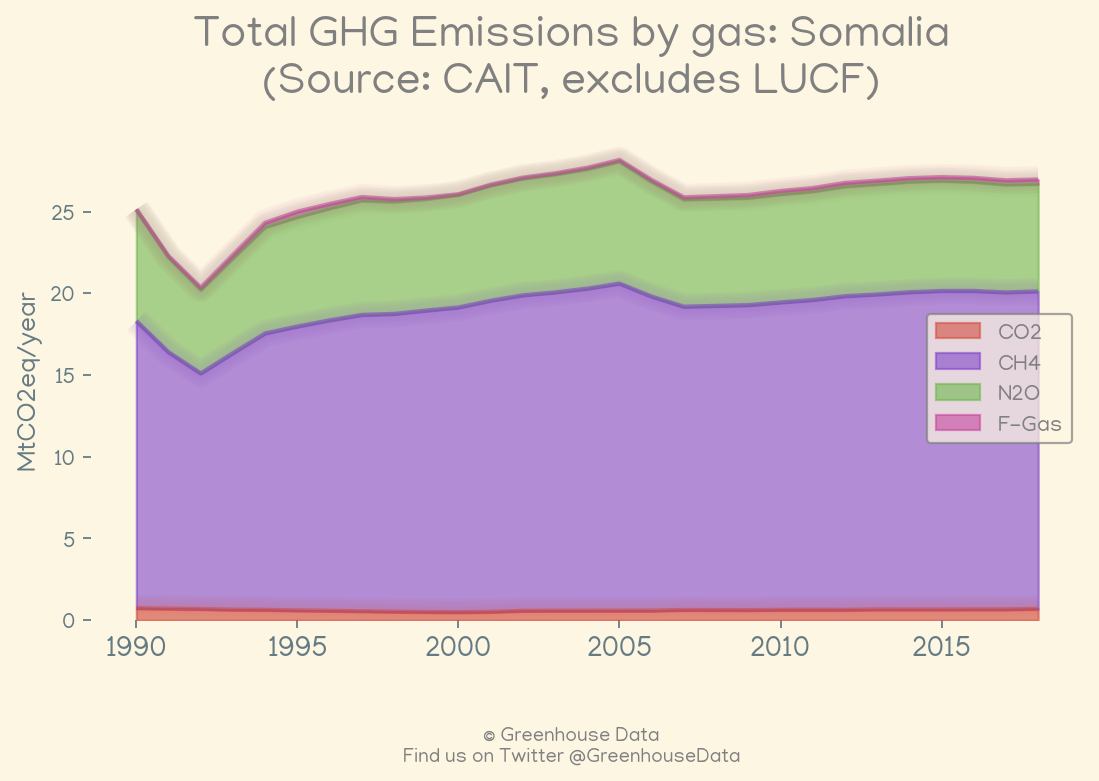 Total GHG Emissions by gas: Somalia
(Source: CAIT, excludes LUCF)
MtCO2eq/year
25
20
15
10
5
0
1990 1995 2000 2005 2010 2015
CO2
CH4
N2O
F-Gas
© Greenhouse Data
Find us on Twitter @GreenhouseData